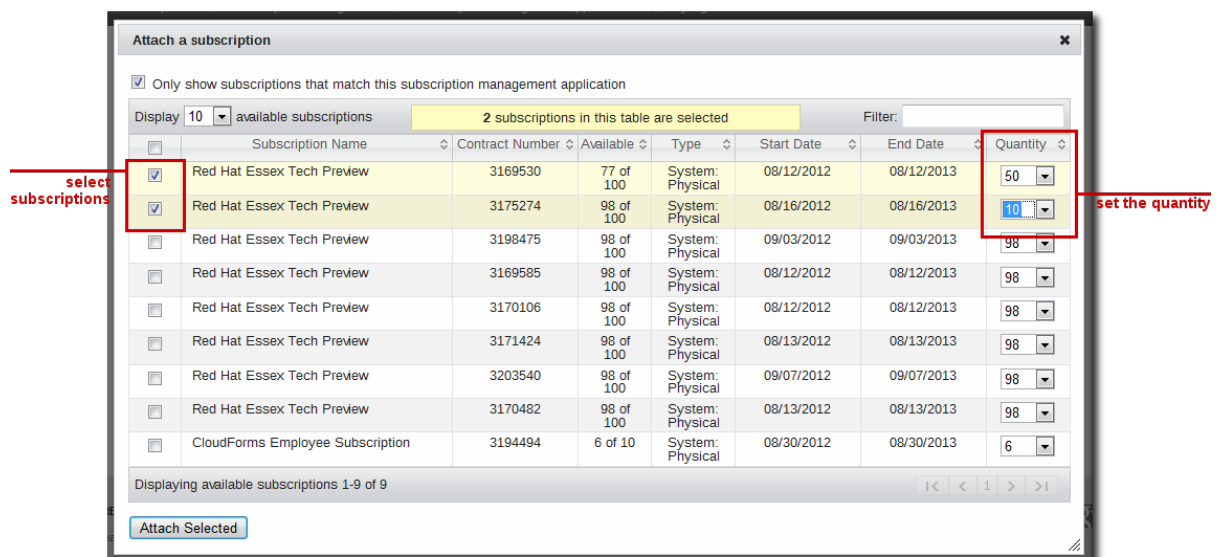 Attach a subscription
Only show subscriptions that match this subscription management application
Display 10 available subscriptions 2 subscriptions in this table are selected Filter:
Subscription Name Contract Number Available Type Start Date End Date Quantity
Red Hat Essex Tech Preview 3169530 77 of 100 System: Physical 08/12/2012 08/12/2013 50
select subscriptions
Red Hat Essex Tech Preview 3175274 98 of 100 System: Physical 08/16/2012 08/16/2013 10
set the quantity
Red Hat Essex Tech Preview 3198475 98 of 100 System: Physical 09/03/2012 09/03/2013 98
Red Hat Essex Tech Preview 3169585 98 of 100 System: Physical 08/12/2012 08/12/2013 98
Red Hat Essex Tech Preview 3170106 98 of 100 System: Physical 08/12/2012 08/12/2013 98
Red Hat Essex Tech Preview 3171424 98 of 100 System: Physical 08/13/2012 08/13/2013 98
Red Hat Essex Tech Preview 3203540 98 of 100 System: Physical 09/07/2012 09/07/2013 98
Red Hat Essex Tech Preview 3170482 98 of 100 System: Physical 08/13/2012 08/13/2013 98
CloudForms Employee Subscription 3194494 6 of 10 System: Physical 08/30/2012 08/30/2013 6
Displaying available subscriptions 1-9 of 9 1
Attach Selected